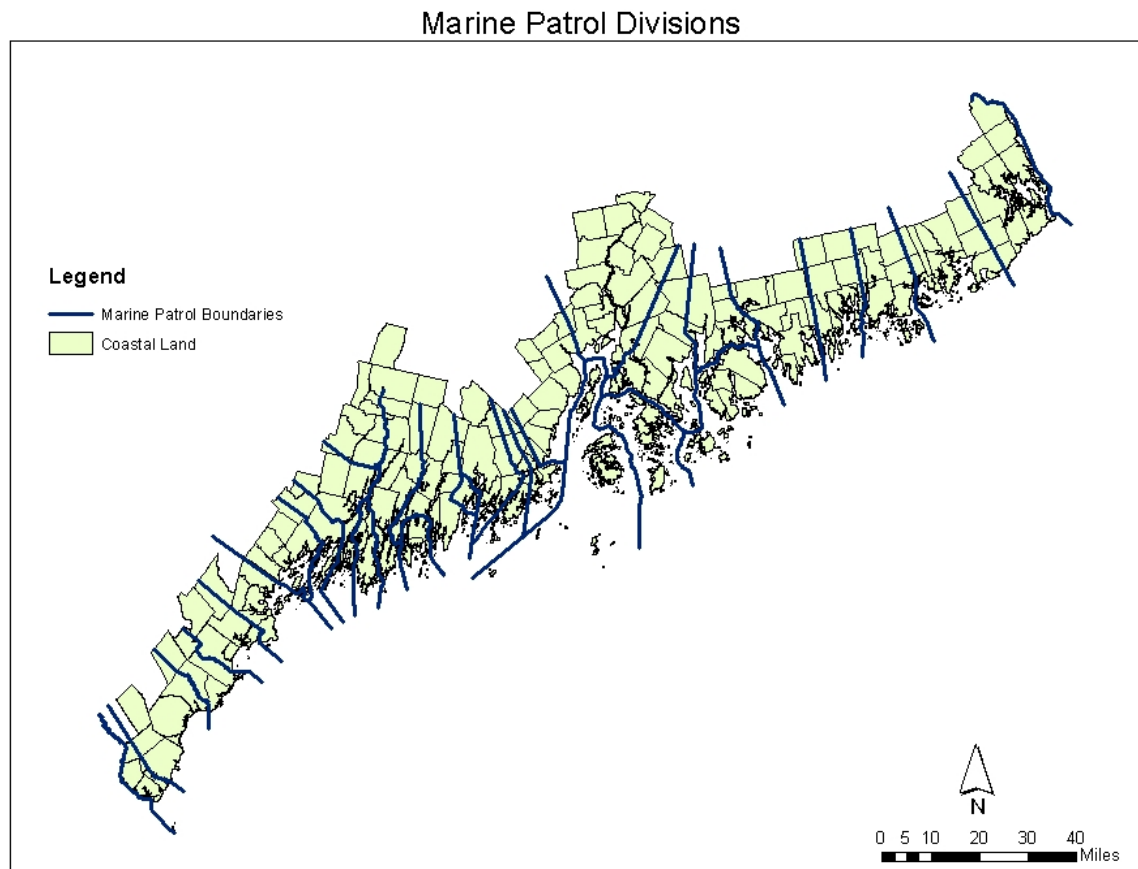 Marine Patrol Divisions
Legend
Marine Patrol Boundaries
Coastal Land
N
0 5 10 20 30 40
Miles